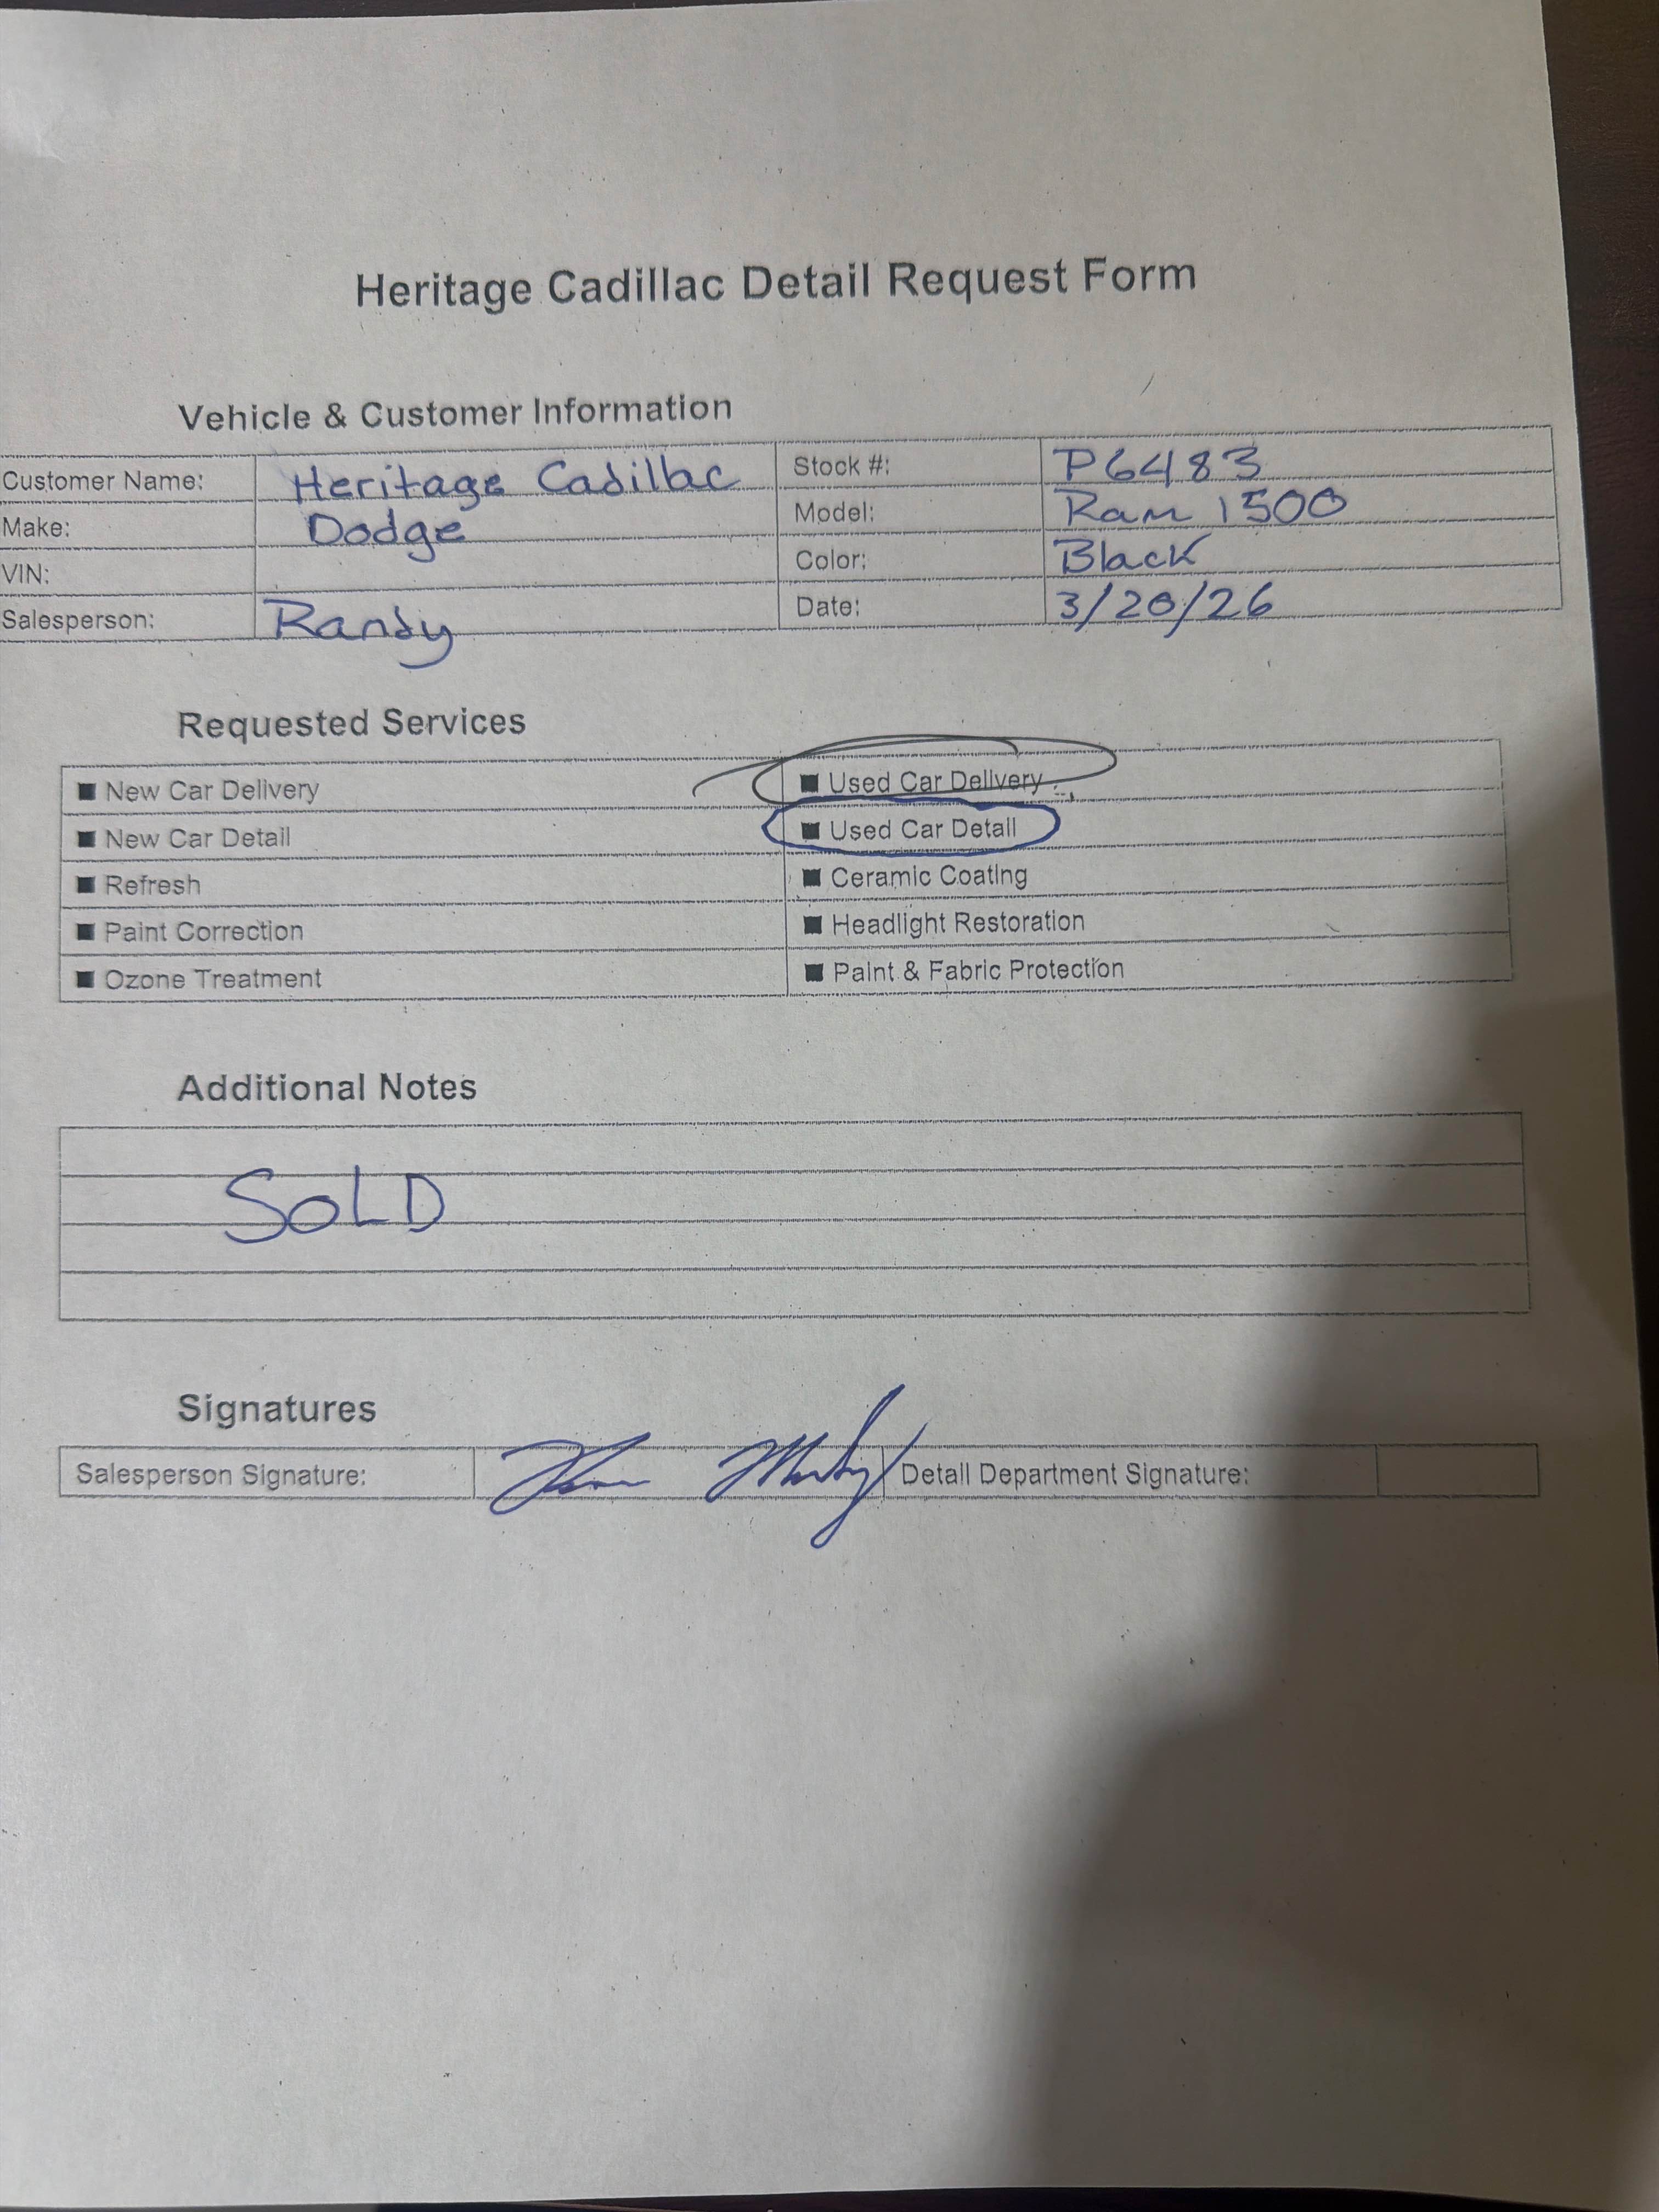 Heritage Cadillac Detail Request Form
Vehicle & Customer Information
Customer Name: Heritage Cadillac Stock #: P6483
Make: Dodge Model: Ram 1500
VIN: Color: Black
Salesperson: Randy Date: 3/20/26
Requested Services
■ New Car Delivery ■ Used Car Delivery
■ New Car Detail ■ Used Car Detail
■ Refresh ■ Ceramic Coating
■ Paint Correction ■ Headlight Restoration
■ Ozone Treatment ■ Paint & Fabric Protection
Additional Notes
SOLD
Signatures
Salesperson Signature: Detail Department Signature: